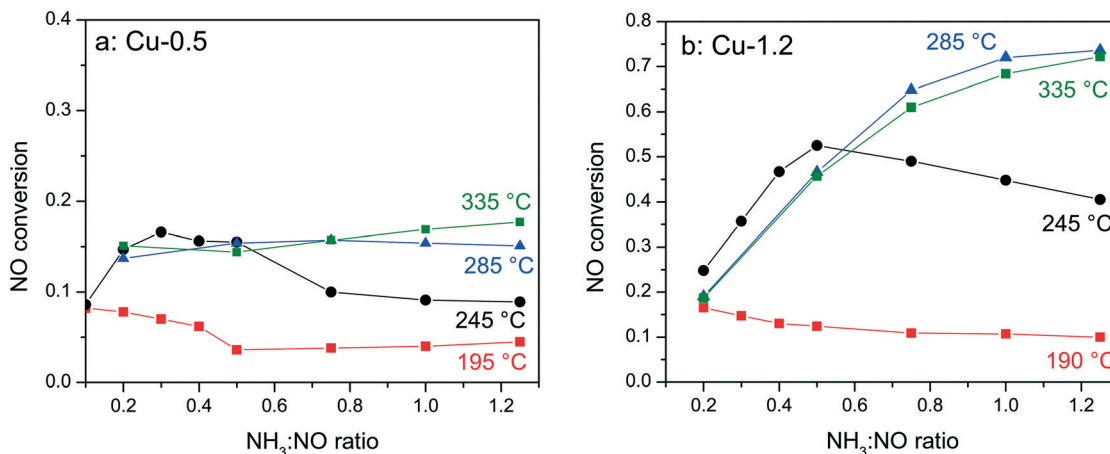 a: Cu-0.5
0.4
0.3
0.2
0.1
0.0
NO conversion
335 °C
285 °C
245 °C
195 °C
0.2 0.4 0.6 0.8 1.0 1.2
NH₃:NO ratio
b: Cu-1.2
0.8
0.7
0.6
0.5
0.4
0.3
0.2
0.1
0.0
NO conversion
285 °C
335 °C
245 °C
190 °C
0.2 0.4 0.6 0.8 1.0 1.2
NH₃:NO ratio